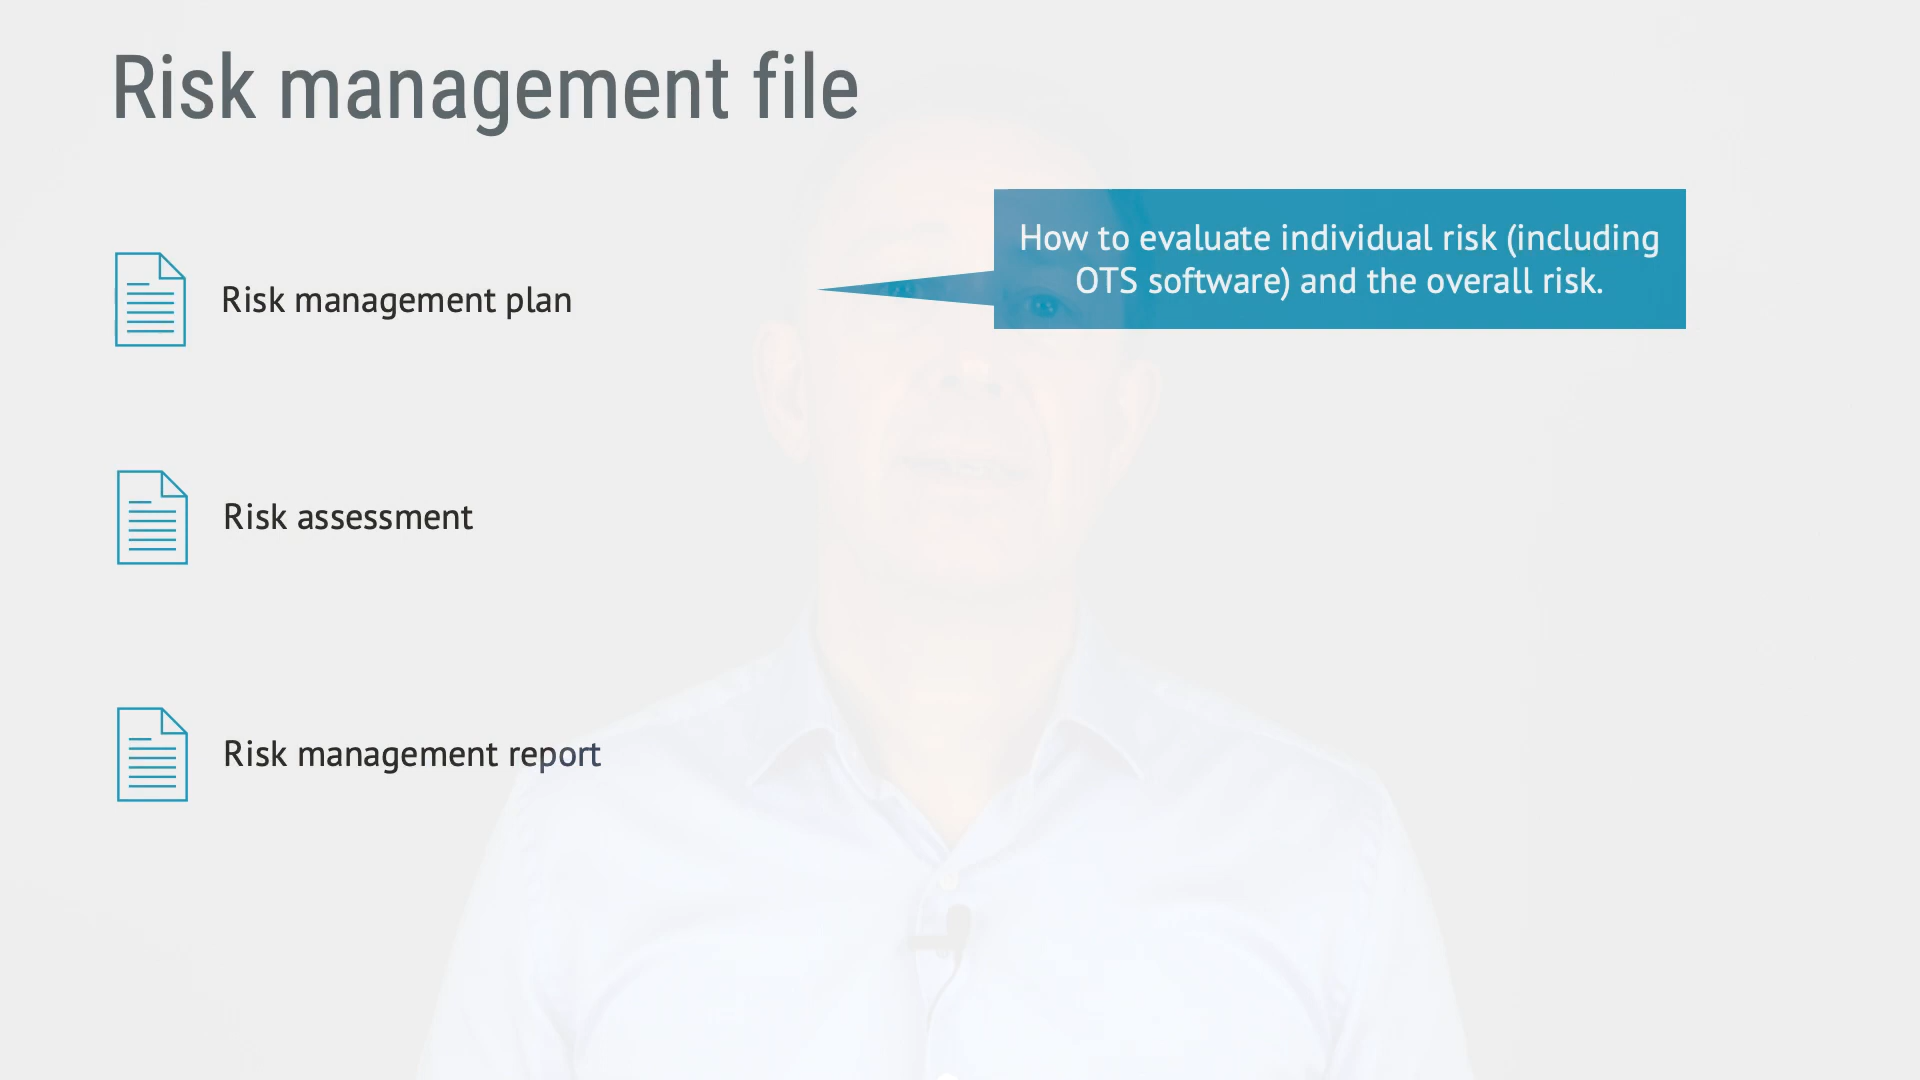 Risk management file
How to evaluate individual risk (including
OTS software) and the overall risk.
Risk management plan
Risk assessment
Risk management report